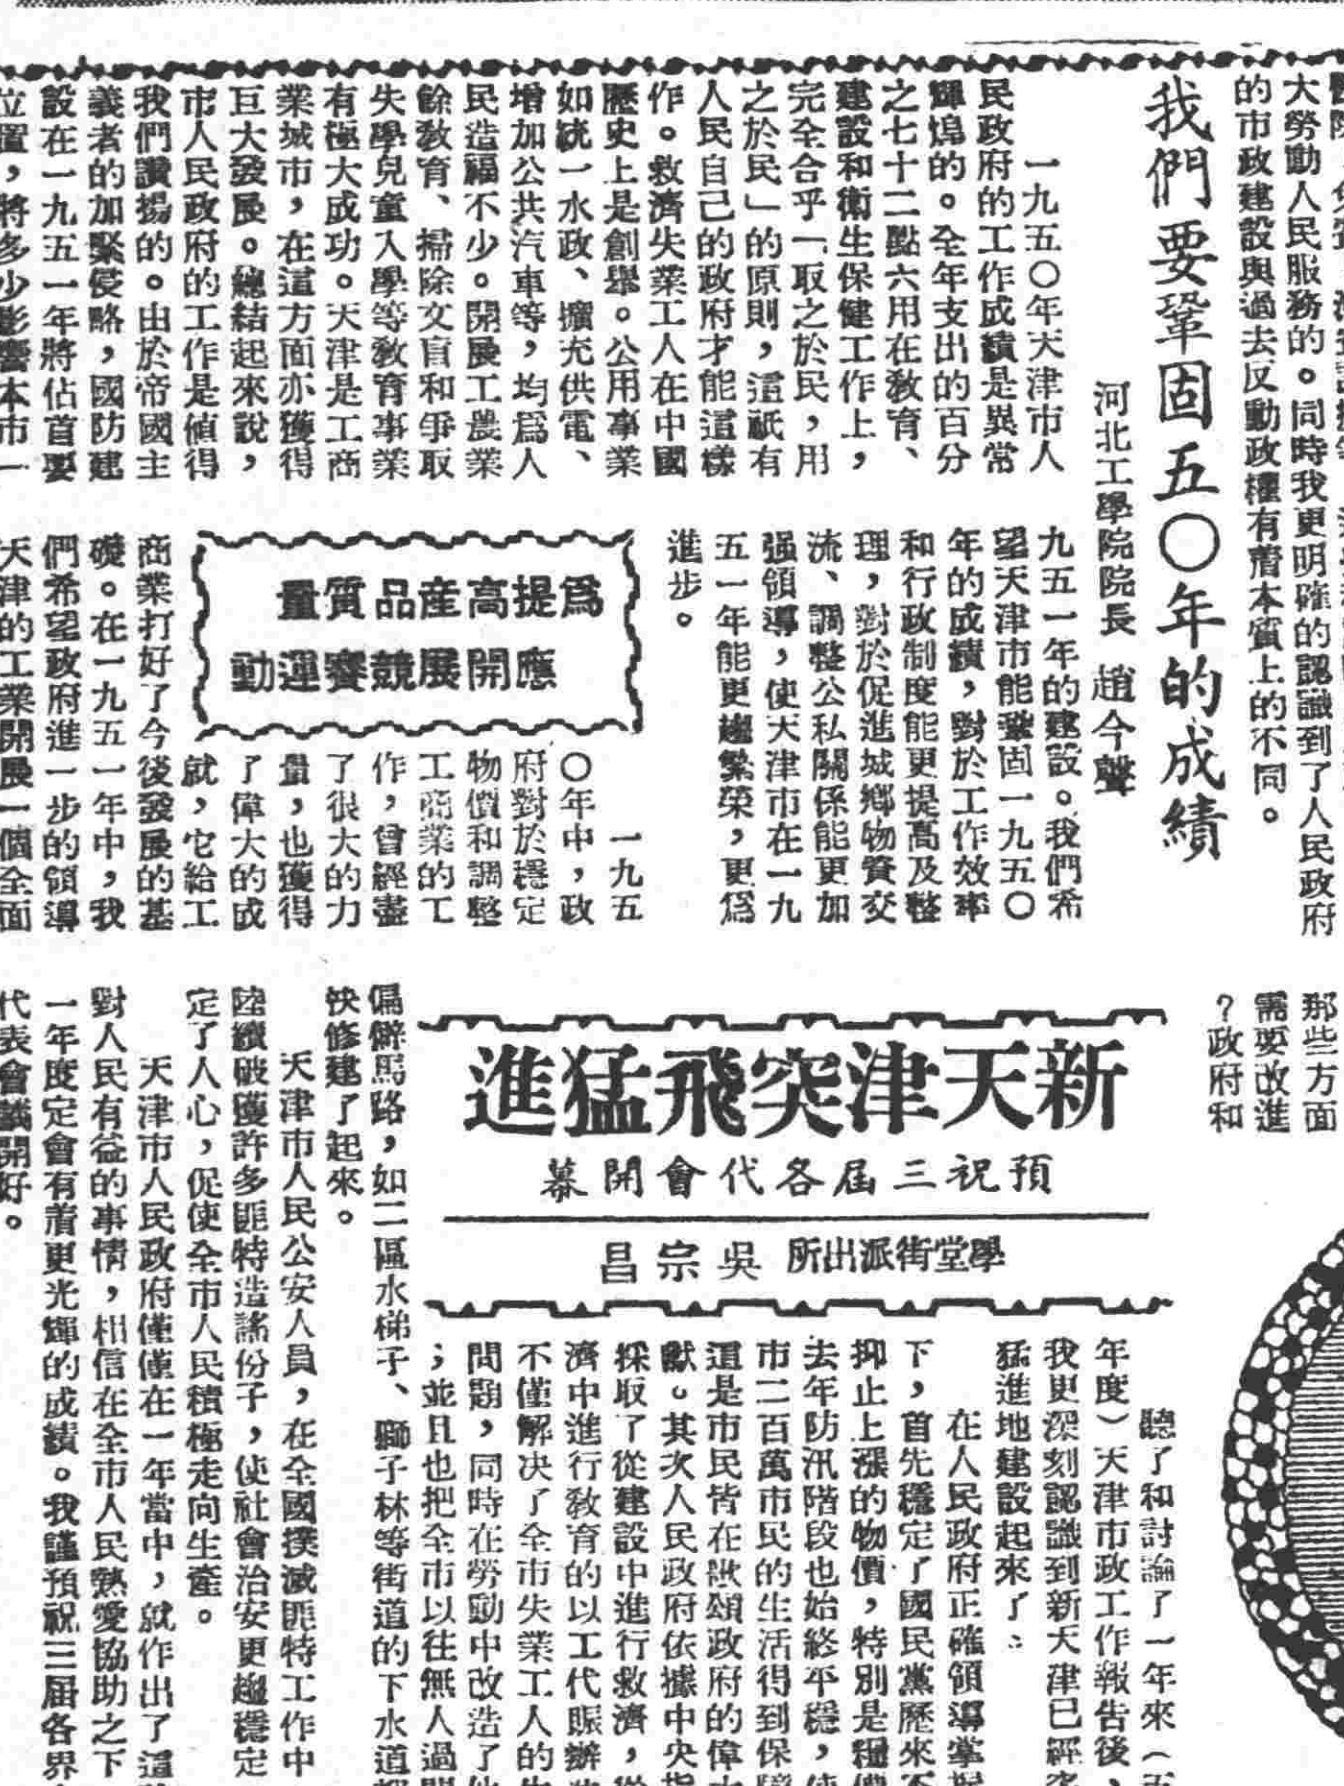 大勞動人民服務的。同時我更明確的認識到了人民政府
的市政建設與過去反動政權有着本質上的不同。
我們要鞏固五〇年的成績
河北工學院院長 趙今聲
一九五〇年天津市人
民政府的工作成績是異常
輝煌的。全年支出的百分
之七十二點六用在教育、
建設和衛生保健工作上，
完全合乎「取之於民，用
之於民」的原則，這祇有
人民自己的政府才能這樣
作。救濟失業工人在中國
歷史上是創舉。公用事業
如統一水政、擴充供電、
增加公共汽車等，均爲人
民造福不少。開展工農業
餘教育、掃除文盲和爭取
失學兒童入學等教育事業
有極大成功。天津是工商
業城市，在這方面亦獲得
巨大發展。總結起來說，
市人民政府的工作是值得
我們讚揚的。由於帝國主
義者的加緊侵略，國防建
設在一九五一年將佔首要
位置，將多少影響本市一
九五一年的建設。我們希
望天津市能鞏固一九五〇
年的成績，對於工作效率
和行政制度能更提高及整
理，對於促進城鄉物資交
流、調整公私關係能更加
强領導，使天津市在一九
五一年能更趨繁榮，更爲
進步。
爲提高產品質量
應開展競賽運動
一九五
〇年中，政
府對於穩定
物價和調整
工商業的工
作，曾經盡
了很大的力
量，也獲得
了偉大的成
就，它給工
商業打好了今後發展的基
礎。在一九五一年中，我
們希望政府進一步的領導
天津的工業開展一個全面
那些方面
需要改進
？政府和
新天津突飛猛進
預祝三屆各代會開幕
學堂街派出所 吳宗昌
聽了和討論了一年來（五
年度）天津市政工作報告後，
我更深刻認識到新天津已經突
猛進地建設起來了：
在人民政府正確領導掌握
下，首先穩定了國民黨歷來不
抑止上漲的物價，特別是糧價
去年防汛階段也始終平穩，使
市二百萬市民的生活得到保障
這是市民皆在歌頌政府的偉大
獻。其次人民政府依據中央指
採取了從建設中進行救濟，從
濟中進行教育的以工代賑辦法
不僅解决了全市失業工人的生
問題，同時在勞動中改造了他
；並且也把全市以往無人過問
偏僻馬路，如二區水梯子、獅子林等街道的下水道都
快修建了起來。
天津市人民公安人員，在全國撲滅匪特工作中
陸續破獲許多匪特造謠份子，使社會治安更趨穩定
定了人心，促使全市人民積極走向生產。
天津市人民政府僅僅在一年當中，就作出了這
對人民有益的事情，相信在全市人民熱愛協助之下
一年度定會有着更光輝的成績。我謹預祝三屆各界
代表會議開好。